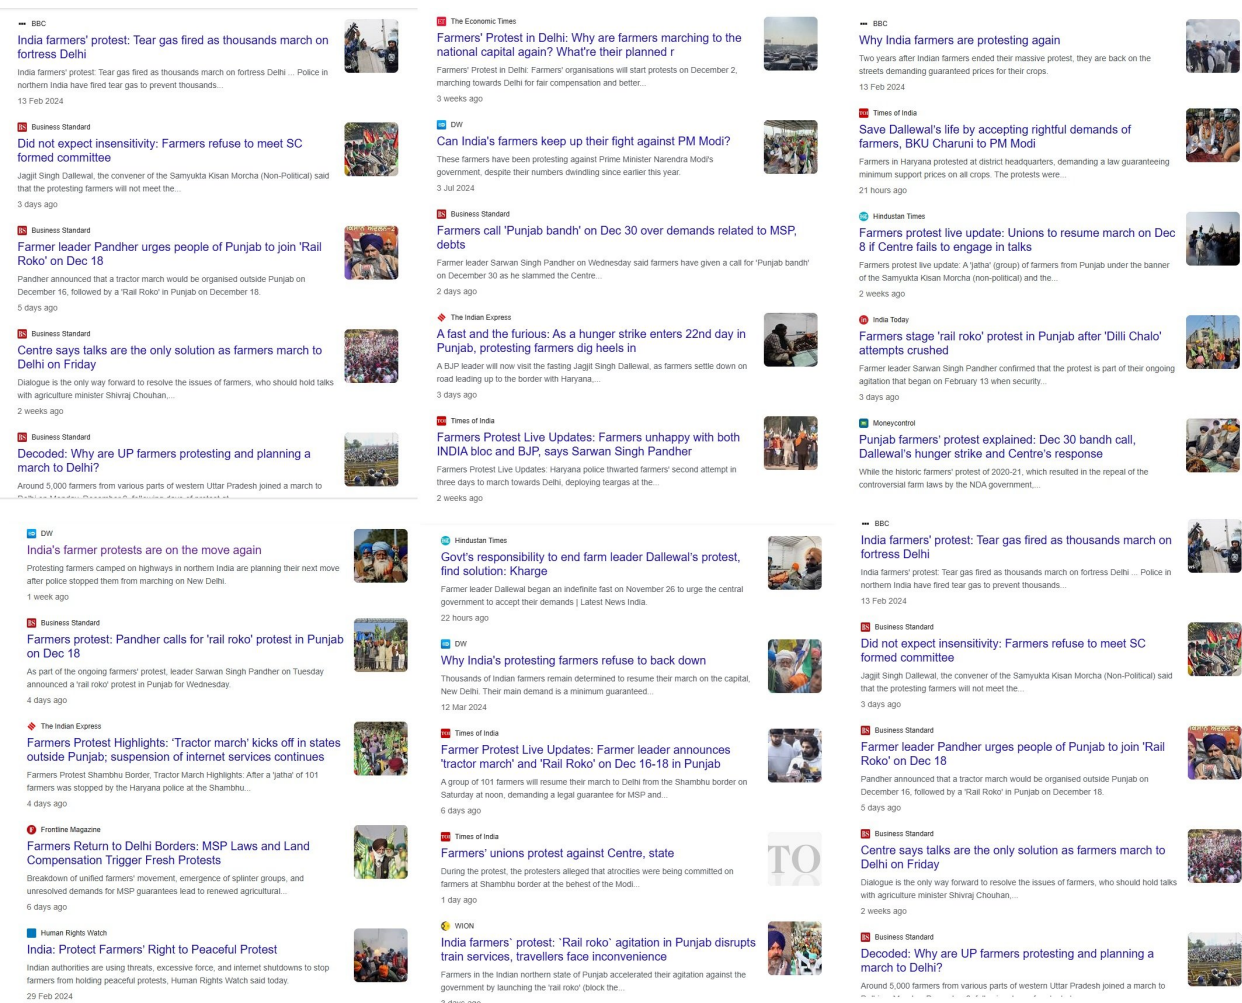 BBC
India farmers' protest: Tear gas fired as thousands march on
fortress Delhi
India farmers' protest: Tear gas fired as thousands march on fortress Delhi ... Police in
northern India have fired tear gas to prevent thousands...
13 Feb 2024
Business Standard
Did not expect insensitivity: Farmers refuse to meet SC
formed committee
Jagjit Singh Dallewal, the convener of the Samyukta Kisan Morcha (Non-Political) said
that the protesting farmers will not meet the...
3 days ago
Business Standard
Farmer leader Pandher urges people of Punjab to join 'Rail
Roko' on Dec 18
Pandher announced that a tractor march would be organised outside Punjab on
December 16, followed by a 'Rail Roko' in Punjab on December 18.
5 days ago
Business Standard
Centre says talks are the only solution as farmers march to
Delhi on Friday
Dialogue is the only way forward to resolve the issues of farmers, who should hold talks
with agriculture minister Shivraj Chouhan,...
2 weeks ago
Business Standard
Decoded: Why are UP farmers protesting and planning a
march to Delhi?
Around 5,000 farmers from various parts of western Uttar Pradesh joined a march to
The Economic Times
Farmers' Protest in Delhi: Why are farmers marching to the
national capital again? What're their planned r
Farmers' Protest in Delhi: Farmers' organisations will start protests on December 2,
marching towards Delhi for fair compensation and better...
3 weeks ago
DW
Can India's farmers keep up their fight against PM Modi?
These farmers have been protesting against Prime Minister Narendra Modi's
government, despite their numbers dwindling since earlier this year.
3 Jul 2024
Business Standard
Farmers call 'Punjab bandh' on Dec 30 over demands related to MSP,
debts
Farmer leader Sarwan Singh Pandher on Wednesday said farmers have given a call for 'Punjab bandh'
on December 30 as he slammed the Centre...
2 days ago
The Indian Express
A fast and the furious: As a hunger strike enters 22nd day in
Punjab, protesting farmers dig heels in
A BJP leader will now visit the fasting Jagjit Singh Dallewal, as farmers settle down on
road leading up to the border with Haryana,...
3 days ago
Times of India
Farmers Protest Live Updates: Farmers unhappy with both
INDIA bloc and BJP, says Sarwan Singh Pandher
Farmers Protest Live Updates: Haryana police thwarted farmers' second attempt in
three days to march towards Delhi, deploying teargas at the...
2 weeks ago
BBC
Why India farmers are protesting again
Two years after Indian farmers ended their massive protest, they are back on the
streets demanding guaranteed prices for their crops.
13 Feb 2024
Times of India
Save Dallewal's life by accepting rightful demands of
farmers, BKU Charuni to PM Modi
Farmers in Haryana protested at district headquarters, demanding a law guaranteeing
minimum support prices on all crops. The protests were...
21 hours ago
Hindustan Times
Farmers protest live update: Unions to resume march on Dec
8 if Centre fails to engage in talks
Farmers protest live update: A 'jatha' (group) of farmers from Punjab under the banner
of the Samyukta Kisan Morcha (non-political) and the...
2 weeks ago
India Today
Farmers stage 'rail roko' protest in Punjab after 'Dilli Chalo'
attempts crushed
Farmer leader Sarwan Singh Pandher confirmed that the protest is part of their ongoing
agitation that began on February 13 when security...
3 days ago
Moneycontrol
Punjab farmers' protest explained: Dec 30 bandh call,
Dallewal's hunger strike and Centre's response
While the historic farmers' protest of 2020-21, which resulted in the repeal of the
controversial farm laws by the NDA government,...
DW
India's farmer protests are on the move again
Protesting farmers camped on highways in northern India are planning their next move
after police stopped them from marching on New Delhi.
1 week ago
Business Standard
Farmers protest: Pandher calls for 'rail roko' protest in Punjab
on Dec 18
As part of the ongoing farmers' protest, leader Sarwan Singh Pandher on Tuesday
announced a 'rail roko' protest in Punjab for Wednesday.
4 days ago
The Indian Express
Farmers Protest Highlights: ‘Tractor march' kicks off in states
outside Punjab; suspension of internet services continues
Farmers Protest Shambhu Border, Tractor March Highlights: After a 'jatha' of 101
farmers was stopped by the Haryana police at the Shambhu...
4 days ago
Frontline Magazine
Farmers Return to Delhi Borders: MSP Laws and Land
Compensation Trigger Fresh Protests
Breakdown of unified farmers' movement, emergence of splinter groups, and
unresolved demands for MSP guarantees lead to renewed agricultural...
6 days ago
Human Rights Watch
India: Protect Farmers' Right to Peaceful Protest
Indian authorities are using threats, excessive force, and internet shutdowns to stop
farmers from holding peaceful protests, Human Rights Watch said today.
29 Feb 2024
Hindustan Times
Govt's responsibility to end farm leader Dallewal's protest,
find solution: Kharge
Farmer leader Dallewal began an indefinite fast on November 26 to urge the central
government to accept their demands | Latest News India.
22 hours ago
DW
Why India's protesting farmers refuse to back down
Thousands of Indian farmers remain determined to resume their march on the capital,
New Delhi. Their main demand is a minimum guaranteed...
12 Mar 2024
Times of India
Farmer Protest Live Updates: Farmer leader announces
'tractor march' and 'Rail Roko' on Dec 16-18 in Punjab
A group of 101 farmers will resume their march to Delhi from the Shambhu border on
Saturday at noon, demanding a legal guarantee for MSP and...
6 days ago
Times of India
Farmers' unions protest against Centre, state
During the protest, the protesters alleged that atrocities were being committed on
farmers at Shambhu border at the behest of the Modi...
1 day ago
TO
WION
India farmers` protest: `Rail roko` agitation in Punjab disrupts
train services, travellers face inconvenience
Farmers in the Indian northern state of Punjab accelerated their agitation against the
government by launching the 'rail roko' (block the...
BBC
India farmers' protest: Tear gas fired as thousands march on
fortress Delhi
India farmers' protest: Tear gas fired as thousands march on fortress Delhi ... Police in
northern India have fired tear gas to prevent thousands...
13 Feb 2024
Business Standard
Did not expect insensitivity: Farmers refuse to meet SC
formed committee
Jagjit Singh Dallewal, the convener of the Samyukta Kisan Morcha (Non-Political) said
that the protesting farmers will not meet the...
3 days ago
Business Standard
Farmer leader Pandher urges people of Punjab to join 'Rail
Roko' on Dec 18
Pandher announced that a tractor march would be organised outside Punjab on
December 16, followed by a 'Rail Roko' in Punjab on December 18.
5 days ago
Business Standard
Centre says talks are the only solution as farmers march to
Delhi on Friday
Dialogue is the only way forward to resolve the issues of farmers, who should hold talks
with agriculture minister Shivraj Chouhan,...
2 weeks ago
Business Standard
Decoded: Why are UP farmers protesting and planning a
march to Delhi?
Around 5,000 farmers from various parts of western Uttar Pradesh joined a march to